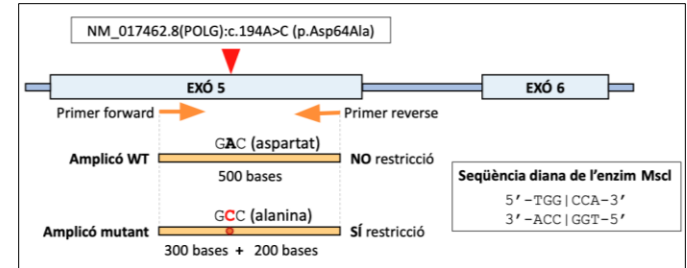 NM_017462.8(POLG):c.194A>C (p.Asp64Ala)
EXÓ 5
EXÓ 6
Primer forward
Primer reverse
GAC (aspartat)
Amplicó WT
NO restricció
500 bases
Seqüència diana de l'enzim MscI
5’-TGG|CCA-3’
3’-ACC|GGT-5’
GCC (alanina)
Amplicó mutant
SÍ restricció
300 bases + 200 bases